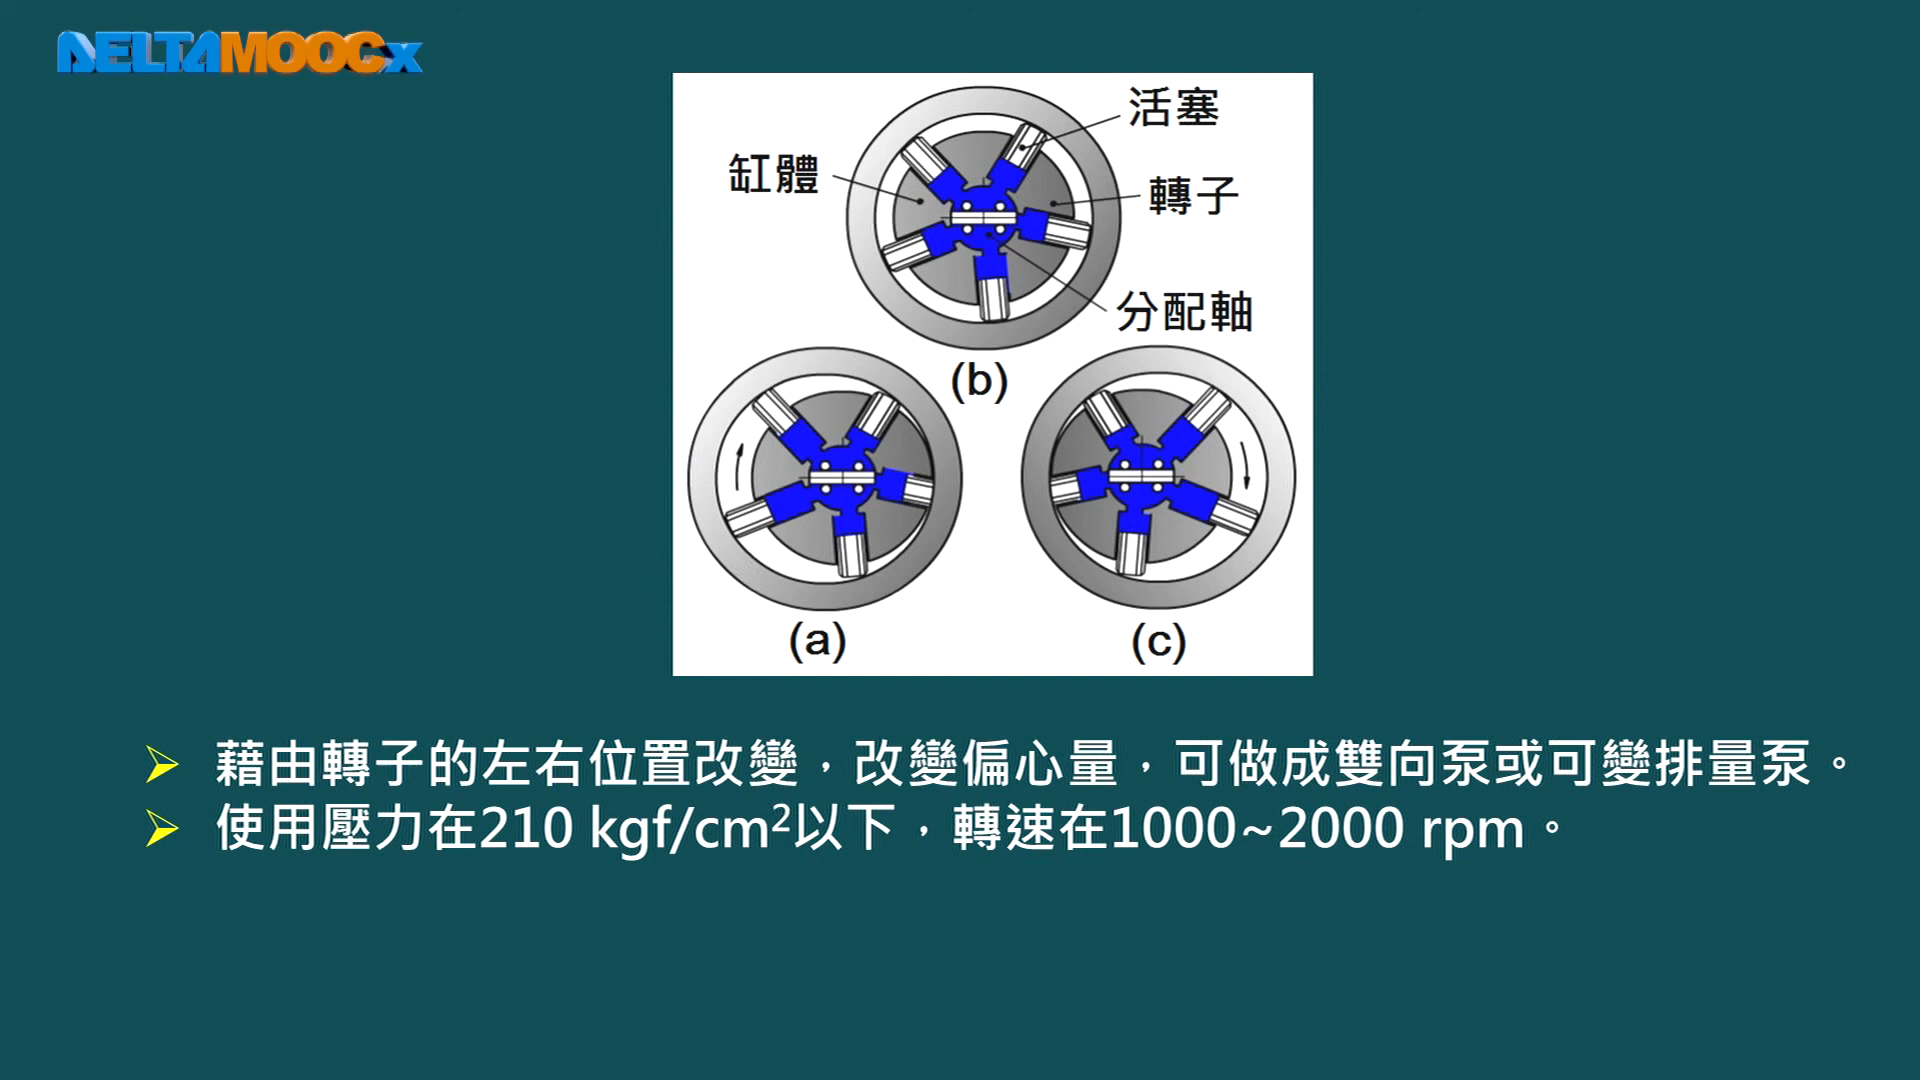 DELTAMOOCx
活塞
缸體
轉子
分配軸
(b)
(a)
(c)
藉由轉子的左右位置改變，改變偏心量，可做成雙向泵或可變排量泵。
使用壓力在210 kgf/cm²以下，轉速在1000~2000 rpm。